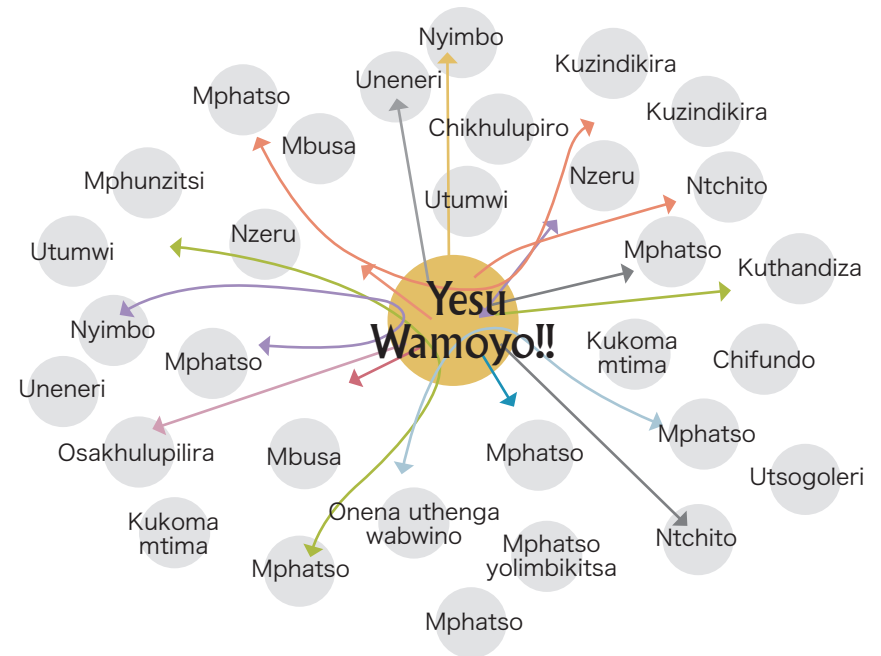 Nyimbo
Kuzindikira
Uneneri
Mphatso
Kuzindikira
Chikhulupiro
Mbusa
Nzeru
Mphunzitsi
Ntchito
Utumwi
Nzeru
Utumwi
Mphatso
Kuthandiza
Yesu
Wamoyo!!
Nyimbo
Kukoma
mtima
Mphatso
Chifundo
Uneneri
Mphatso
Osakhulupilira
Mbusa
Mphatso
Utsogoleri
Onena uthenga
wabwino
Kukoma
mtima
Ntchito
Mphatso
yolimbikitsa
Mphatso
Mphatso